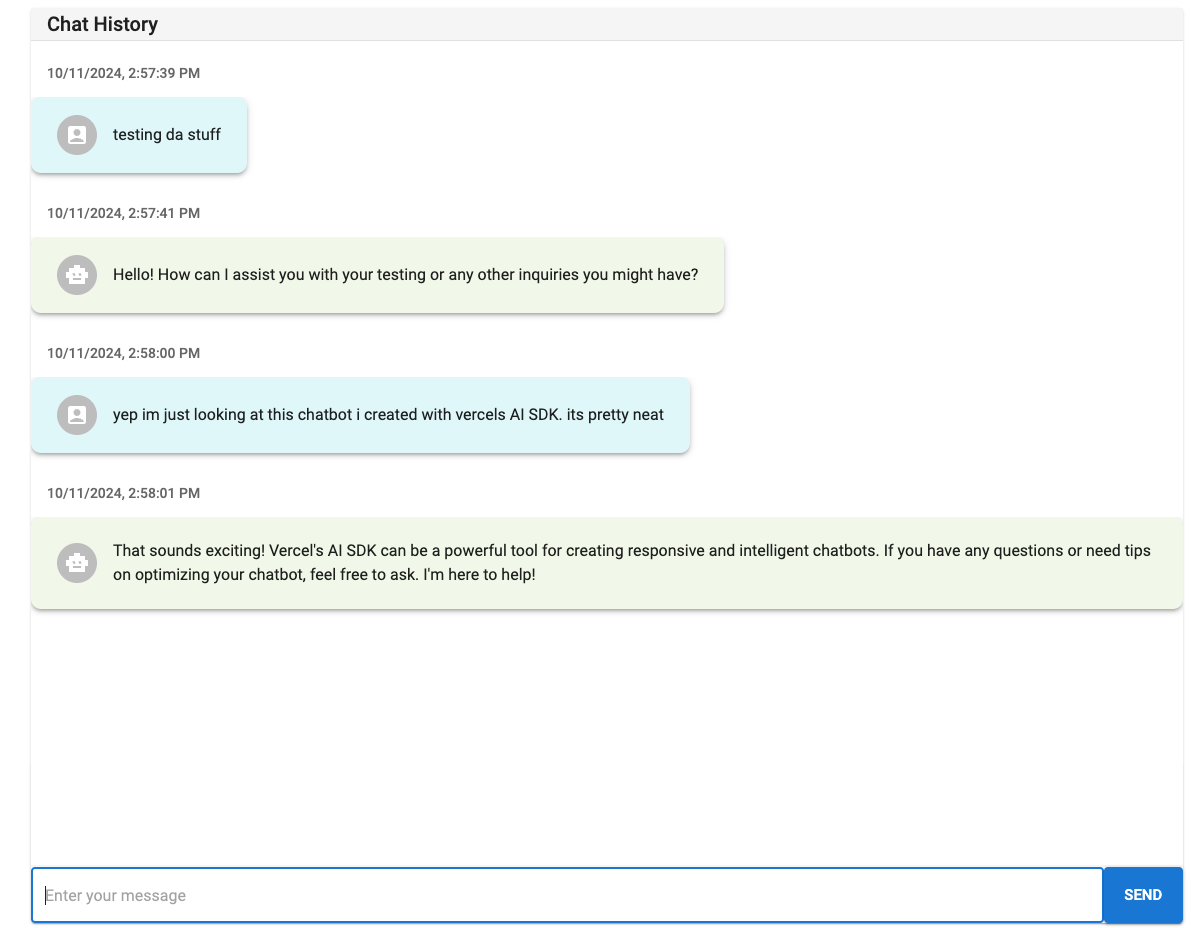 Chat History
10/11/2024, 2:57:39 PM
testing da stuff
10/11/2024, 2:57:41 PM
Hello! How can I assist you with your testing or any other inquiries you might have?
10/11/2024, 2:58:00 PM
yep im just looking at this chatbot i created with vercels AI SDK. its pretty neat
10/11/2024, 2:58:01 PM
That sounds exciting! Vercel's AI SDK can be a powerful tool for creating responsive and intelligent chatbots. If you have any questions or need tips
on optimizing your chatbot, feel free to ask. I'm here to help!
Enter your message
SEND